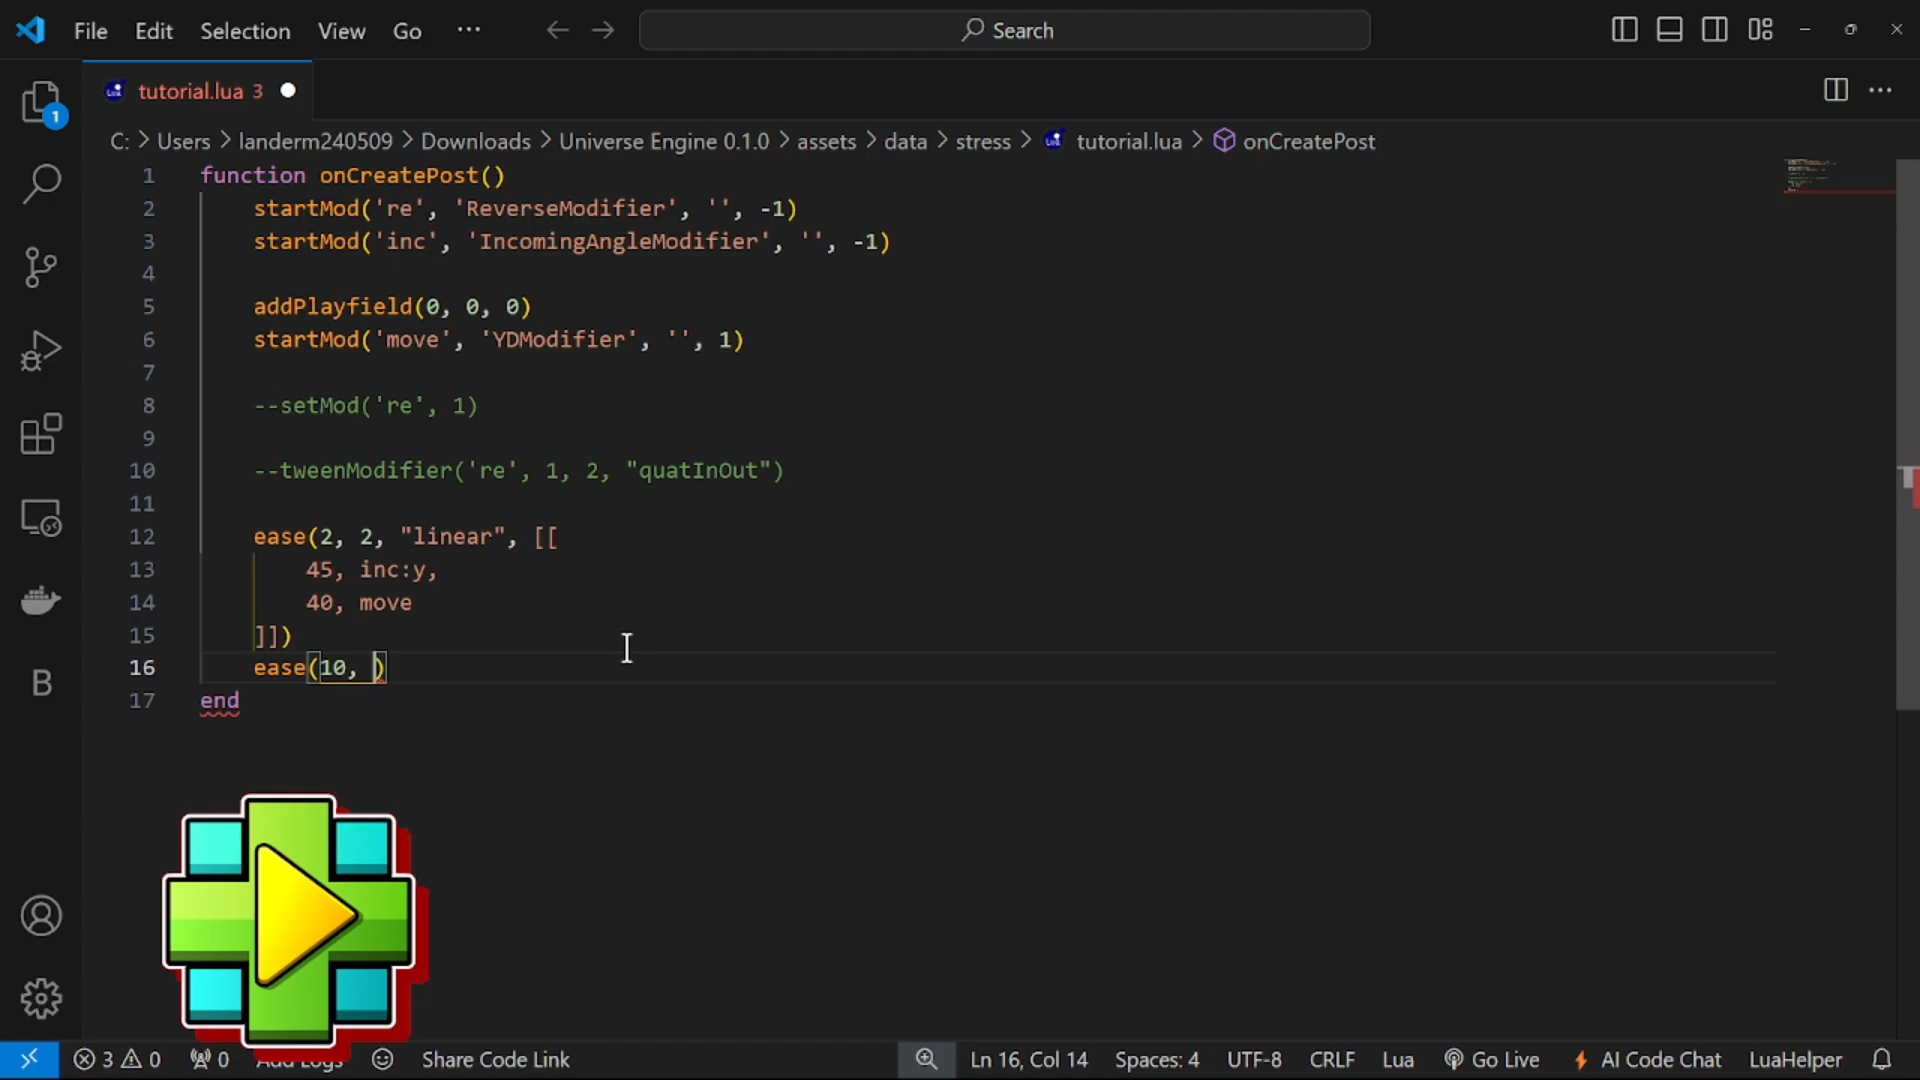 File Edit Selection View Go ··· Search
tutorial.lua 3
C: > Users > landerm240509 > Downloads > Universe Engine 0.1.0 > assets > data > stress > tutorial.lua > onCreatePost
1 function onCreatePost()
2 startMod('re', 'ReverseModifier', '', -1)
3 startMod('inc', 'IncomingAngleModifier', '', -1)
4
5 addPlayfield(0, 0, 0)
6 startMod('move', 'YDModifier', '', 1)
7
8 --setMod('re', 1)
9
10 --tweenModifier('re', 1, 2, "quatInOut")
11
12 ease(2, 2, "linear", [[
13 45, inc:y,
14 40, move
15 ]])
16 ease(10, )
17 end
1
B
3 0 0 Add Logs Share Code Link Ln 16, Col 14 Spaces: 4 UTF-8 CRLF Lua Go Live AI Code Chat LuaHelper